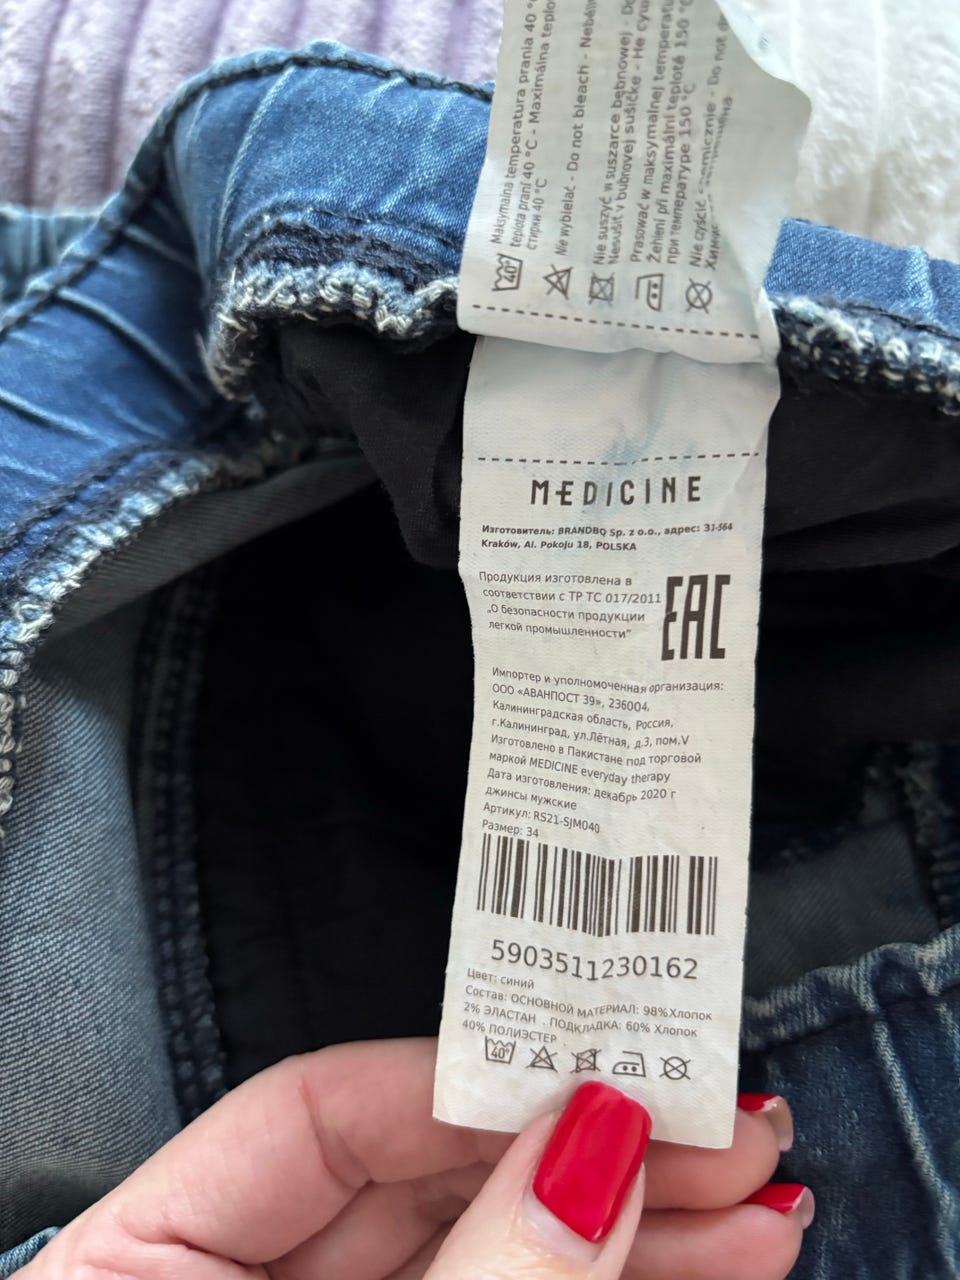 Maksymalna temperatura prania 40 °C
teplota praní 40 °C - Maximálna teplo
стирки 40 °C
Nie wybielać - Do not bleach - Neběli
Nie suszyć w suszarce bębnowej - Do
bubnovej sušičke - Не суш
Prasować w maksymalnej temperatu
Žehlení při maximální teplotě 150 °C
при температуре 150 °C
Nie czyścić - Do not d
Химич
40°
MEDICINE
Изготовитель: BRANDBQ Sp. z o.o., адрес: 31-564
Kraków, Al. Pokoju 18, POLSKA
Продукция изготовлена в
соответствии с ТР ТС 017/2011
„О безопасности продукции
легкой промышленности"
EAC
Импортер и уполномоченная организация:
ООО «АВАНПОСТ 39», 236004,
Калининградская область, Россия,
г.Калининград, ул.Лётная, д.3, пом.V
Изготовлено в Пакистане под торговой
маркой MEDICINE everyday therapy
Дата изготовления: декабрь 2020 г
джинсы мужские
Артикул: RS21-SJM040
Размер: 34
5903511230162
Цвет: синий
Состав: ОСНОВНОЙ МАТЕРИАЛ: 98%Хлопок
2% ЭЛАСТАН . ПОДКЛАДКА: 60% Хлопок
40% ПОЛИЭСТЕР
40°